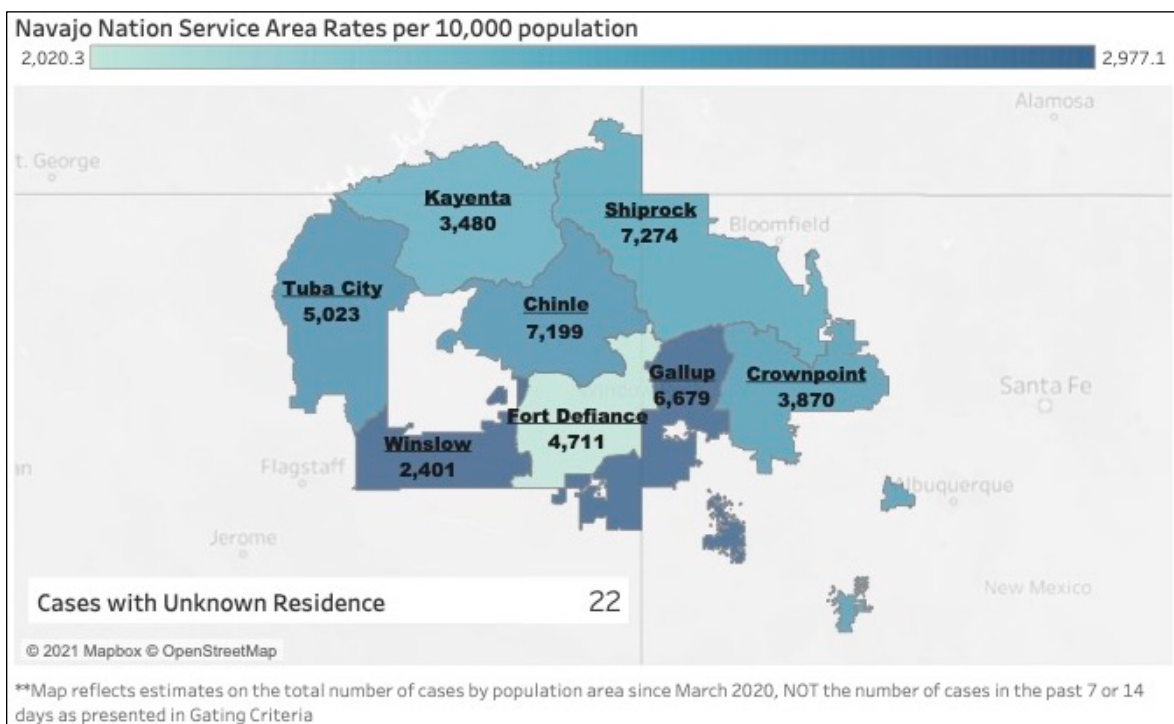 Navajo Nation Service Area Rates per 10,000 population
2,020.3
2,977.1
Alamosa
t. George
Kayenta
3,480
Shiprock
7,274
Bloomfield
Tuba City
5,023
Chinle
7,199
Gallup
6,679
Crownpoint
3,870
Santa Fe
Fort Defiance
4,711
Winslow
2,401
Flagstaff
an
Albuquerque
Jerome
New Mexico
Cases with Unknown Residence 22
© 2021 Mapbox © OpenStreetMap
**Map reflects estimates on the total number of cases by population area since March 2020, NOT the number of cases in the past 7 or 14
days as presented in Gating Criteria